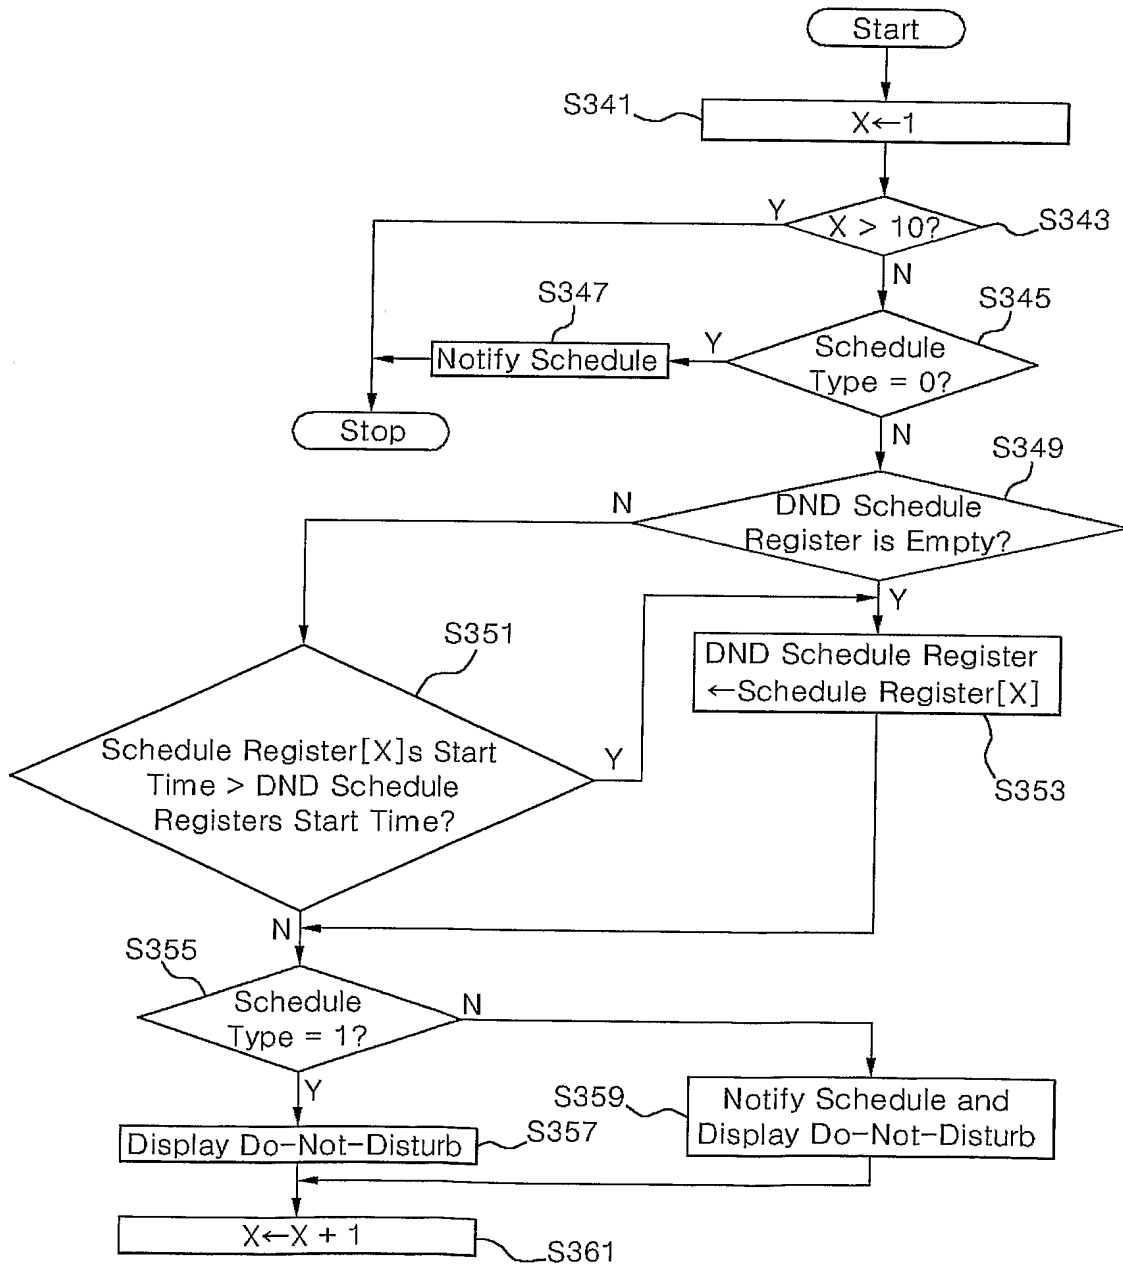 Start
S341
X←1
Y
X > 10?
S343
N
S347
S345
Notify Schedule
Y
Schedule
Type = 0?
Stop
N
S349
N
DND Schedule
Register is Empty?
Y
S351
DND Schedule Register
←Schedule Register[X]
Schedule Register[X]s Start
Time > DND Schedule
Registers Start Time?
Y
S353
N
S355
Schedule
Type = 1?
N
Y
S359
Notify Schedule and
Display Do-Not-Disturb
Display Do-Not-Disturb
S357
X←X + 1
S361